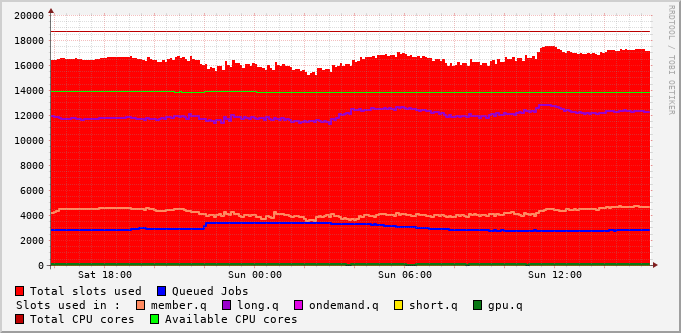 RRDTOOL / TOBI OETIKER
20000
18000
16000
14000
12000
10000
8000
6000
4000
2000
0
Sat 18:00 Sun 00:00 Sun 06:00 Sun 12:00
Total slots used Queued Jobs
Slots used in : member.q long.q ondemand.q short.q gpu.q
Total CPU cores Available CPU cores